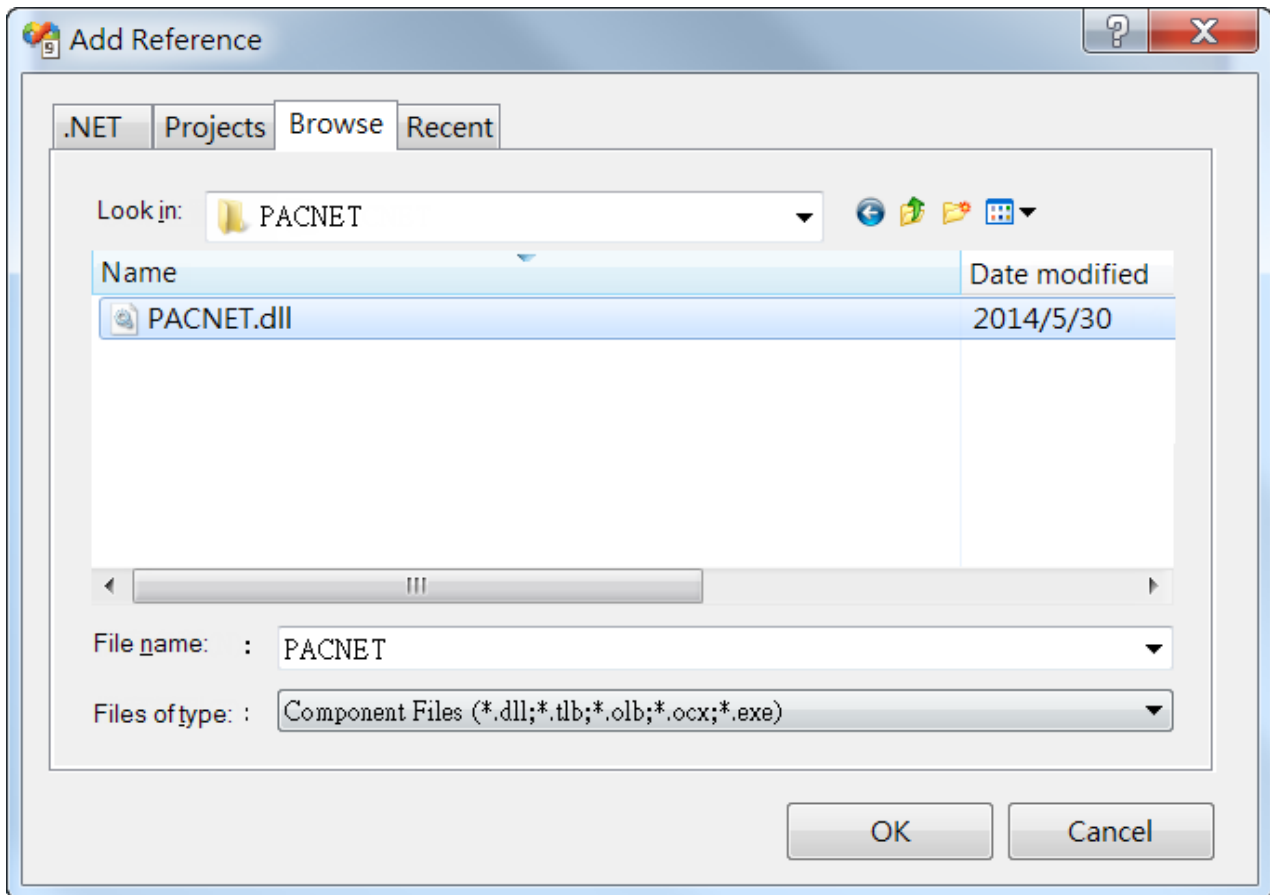 Add Reference
.NET Projects Browse Recent
Look in: PACNET
Name Date modified
PACNET.dll 2014/5/30
File name: : PACNET
Files of type: : Component Files (*.dll;*.tlb;*.olb;*.ocx;*.exe)
OK Cancel